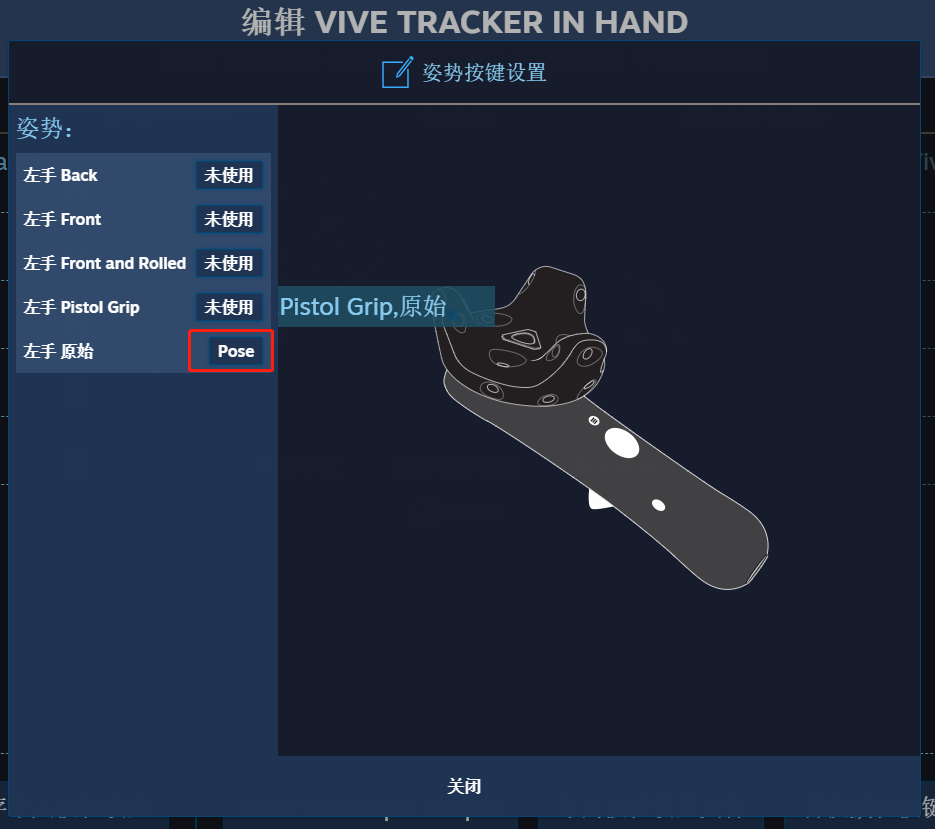 编辑 VIVE TRACKER IN HAND
姿势按键设置
姿势：
左手 Back 未使用
左手 Front 未使用
左手 Front and Rolled 未使用
左手 Pistol Grip 未使用
Pistol Grip,原始
左手 原始 Pose
关闭